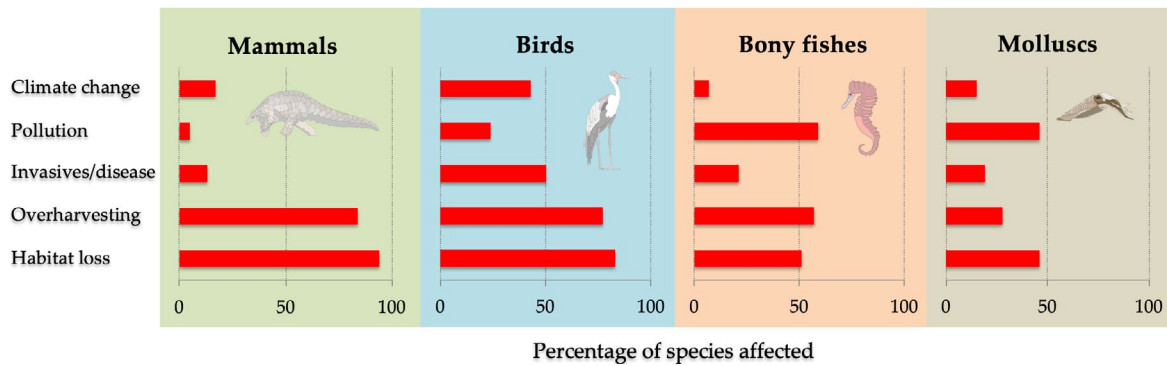 Mammals
Birds
Bony fishes
Molluscs
Climate change
Pollution
Invasives/disease
Overharvesting
Habitat loss
0 50 100
0 50 100
0 50 100
0 50 100
Percentage of species affected